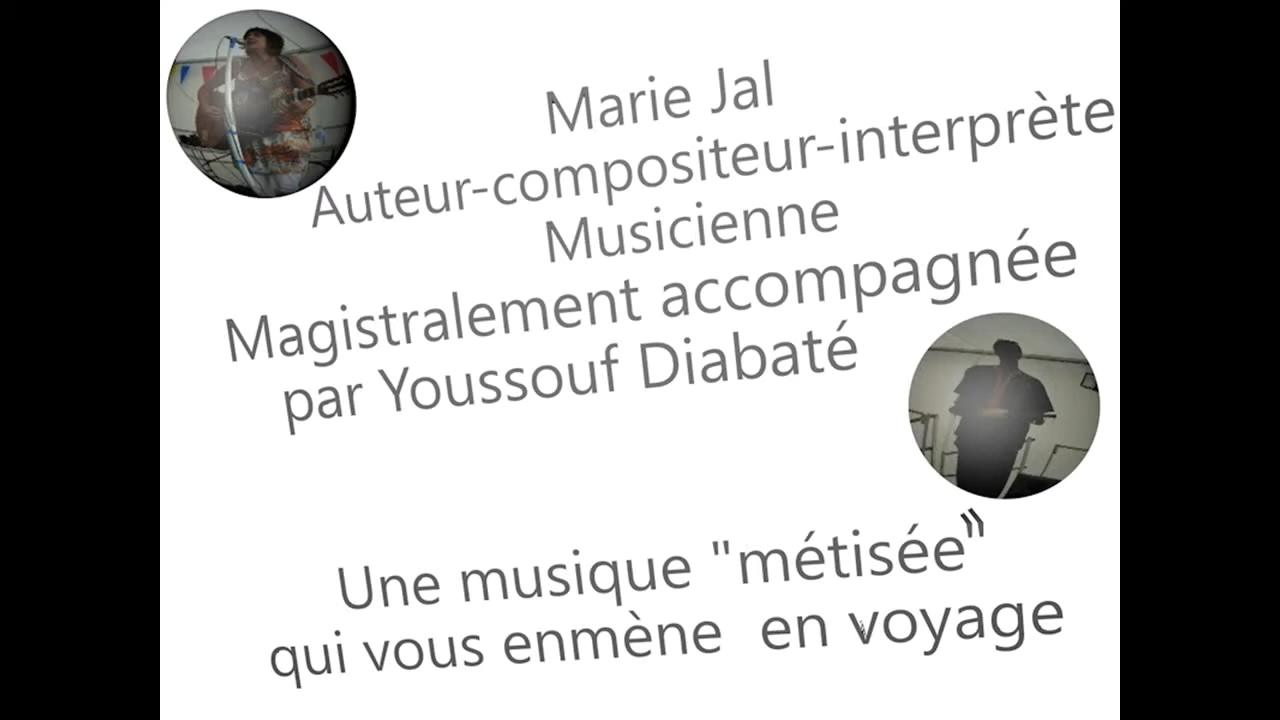 Marie Jal
Auteur-compositeur-interprète
Musicienne
Magistralement accompagnée
par Youssouf Diabaté
Une musique "métisée"
qui vous enmène en voyage